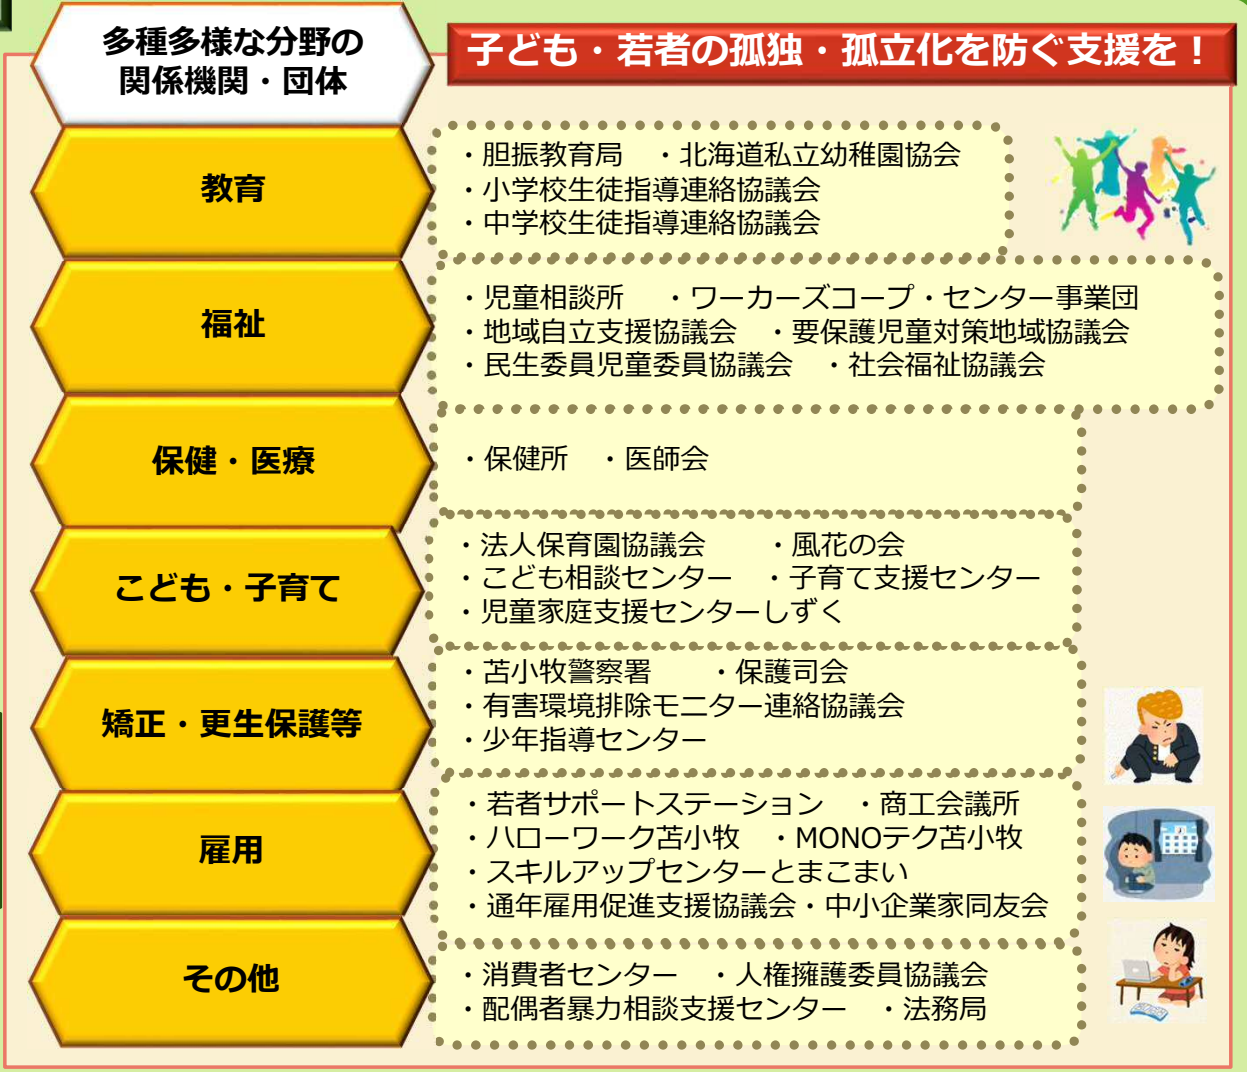 多種多様な分野の
関係機関・団体
子ども・若者の孤独・孤立化を防ぐ支援を！
教育
・胆振教育局　・北海道私立幼稚園協会
・小学校生徒指導連絡協議会
・中学校生徒指導連絡協議会
福祉
・児童相談所　・ワーカーズコープ・センター事業団
・地域自立支援協議会　・要保護児童対策地域協議会
・民生委員児童委員協議会　・社会福祉協議会
保健・医療
・保健所　・医師会
こども・子育て
・法人保育園協議会　・風花の会
・こども相談センター　・子育て支援センター
・児童家庭支援センターしずく
矯正・更生保護等
・苫小牧警察署　・保護司会
・有害環境排除モニター連絡協議会
・少年指導センター
雇用
・若者サポートステーション　・商工会議所
・ハローワーク苫小牧　・MONOテク苫小牧
・スキルアップセンターとまこまい
・通年雇用促進支援協議会・中小企業家同友会
その他
・消費者センター　・人権擁護委員協議会
・配偶者暴力相談支援センター　・法務局